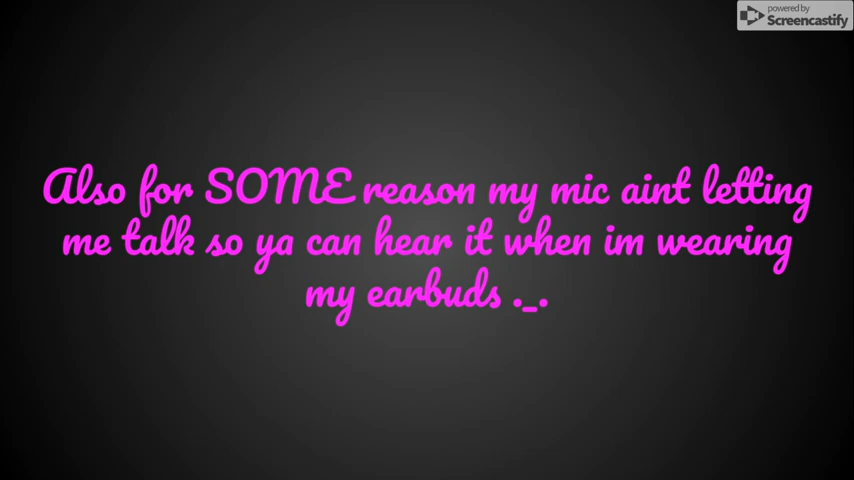 powered by
Screencastify
Also for SOME reason my mic aint letting
me talk so ya can hear it when im wearing
my earbuds ._.